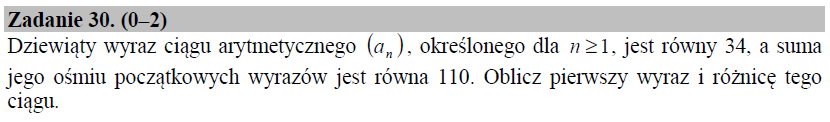 Zadanie 30. (0–2)
Dziewiąty wyraz ciągu arytmetycznego (aₙ), określonego dla n ≥ 1, jest równy 34, a suma
jego ośmiu początkowych wyrazów jest równa 110. Oblicz pierwszy wyraz i różnicę tego
ciągu.